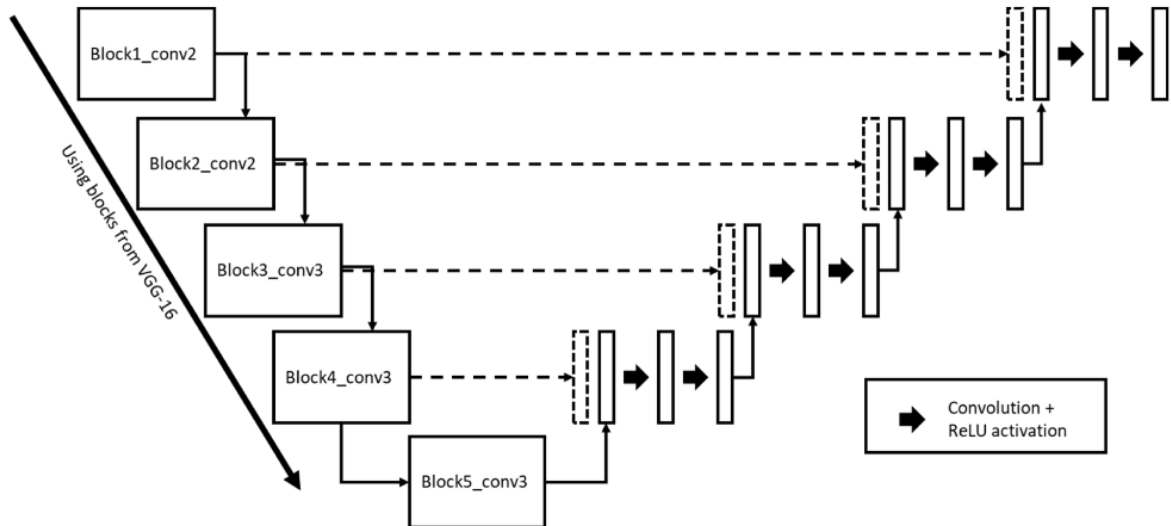 Block1_conv2
Block2_conv2
Block3_conv3
Block4_conv3
Block5_conv3
Using blocks from VGG-16
Convolution +
ReLU activation